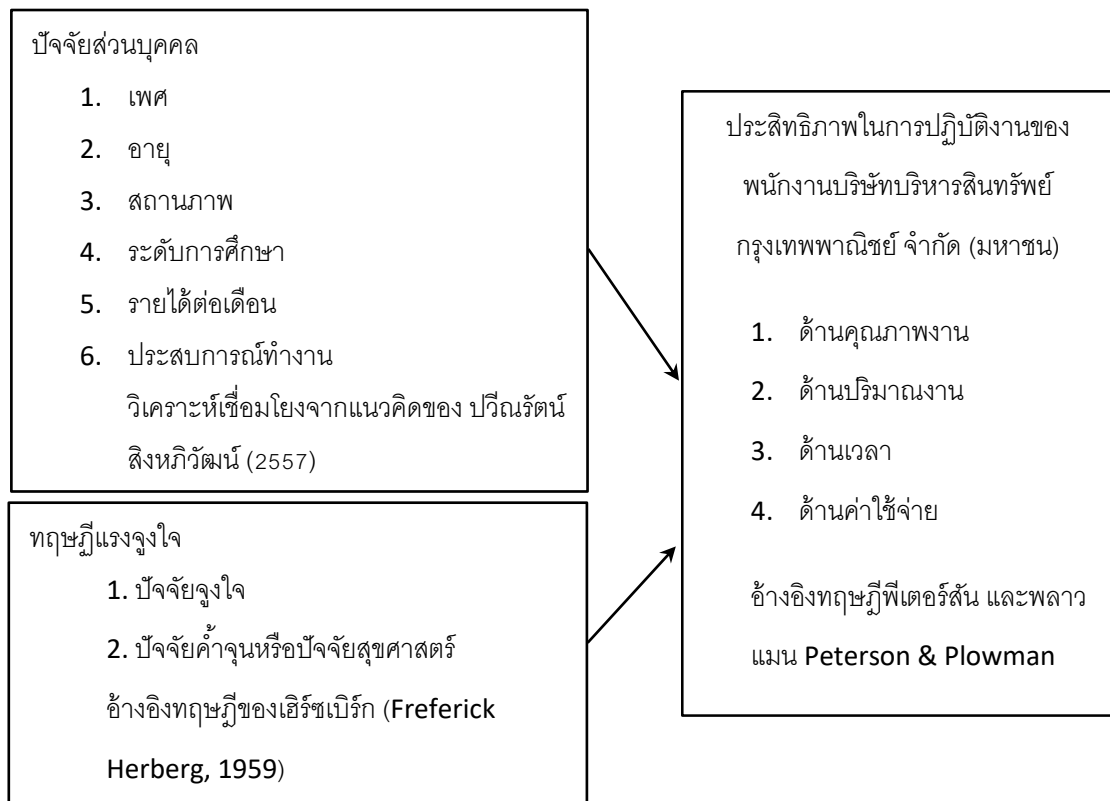 ปัจจัยส่วนบุคคล
1. เพศ
2. อายุ
3. สถานภาพ
4. ระดับการศึกษา
5. รายได้ต่อเดือน
6. ประสบการณ์ทำงาน
วิเคราะห์เชื่อมโยงจากแนวคิดของ ปวีณรัตน์
สิงหภิวัฒน์ (2557)
ทฤษฎีแรงจูงใจ
1. ปัจจัยจูงใจ
2. ปัจจัยค้ำจุนหรือปัจจัยสุขศาสตร์
อ้างอิงทฤษฎีของเฮิร์ซเบิร์ก (Freferick
Herberg, 1959)
ประสิทธิภาพในการปฏิบัติงานของ
พนักงานบริษัทบริหารสินทรัพย์
กรุงเทพพาณิชย์ จำกัด (มหาชน)
1. ด้านคุณภาพงาน
2. ด้านปริมาณงาน
3. ด้านเวลา
4. ด้านค่าใช้จ่าย
อ้างอิงทฤษฎีพีเตอร์สัน และพลาว
แมน Peterson & Plowman